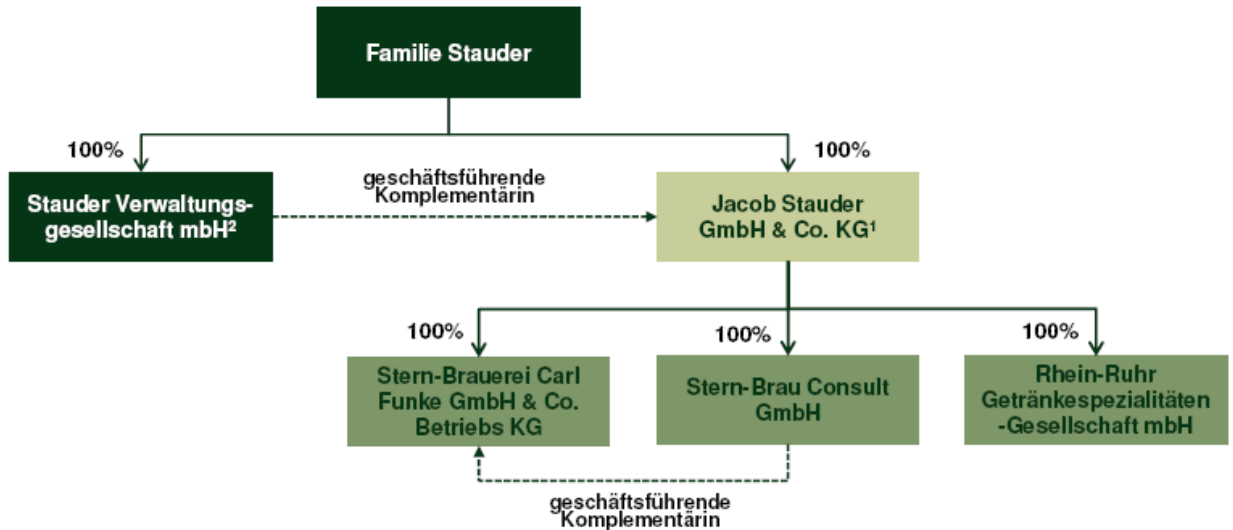 Familie Stauder
100%
100%
geschäftsführende
Komplementärin
Stauder Verwaltungs-
gesellschaft mbH²
Jacob Stauder
GmbH & Co. KG¹
100%
100%
100%
Stern-Brauerei Carl
Funke GmbH & Co.
Betriebs KG
Stern-Brau Consult
GmbH
Rhein-Ruhr
Getränkespezialitäten
-Gesellschaft mbH
geschäftsführende
Komplementärin